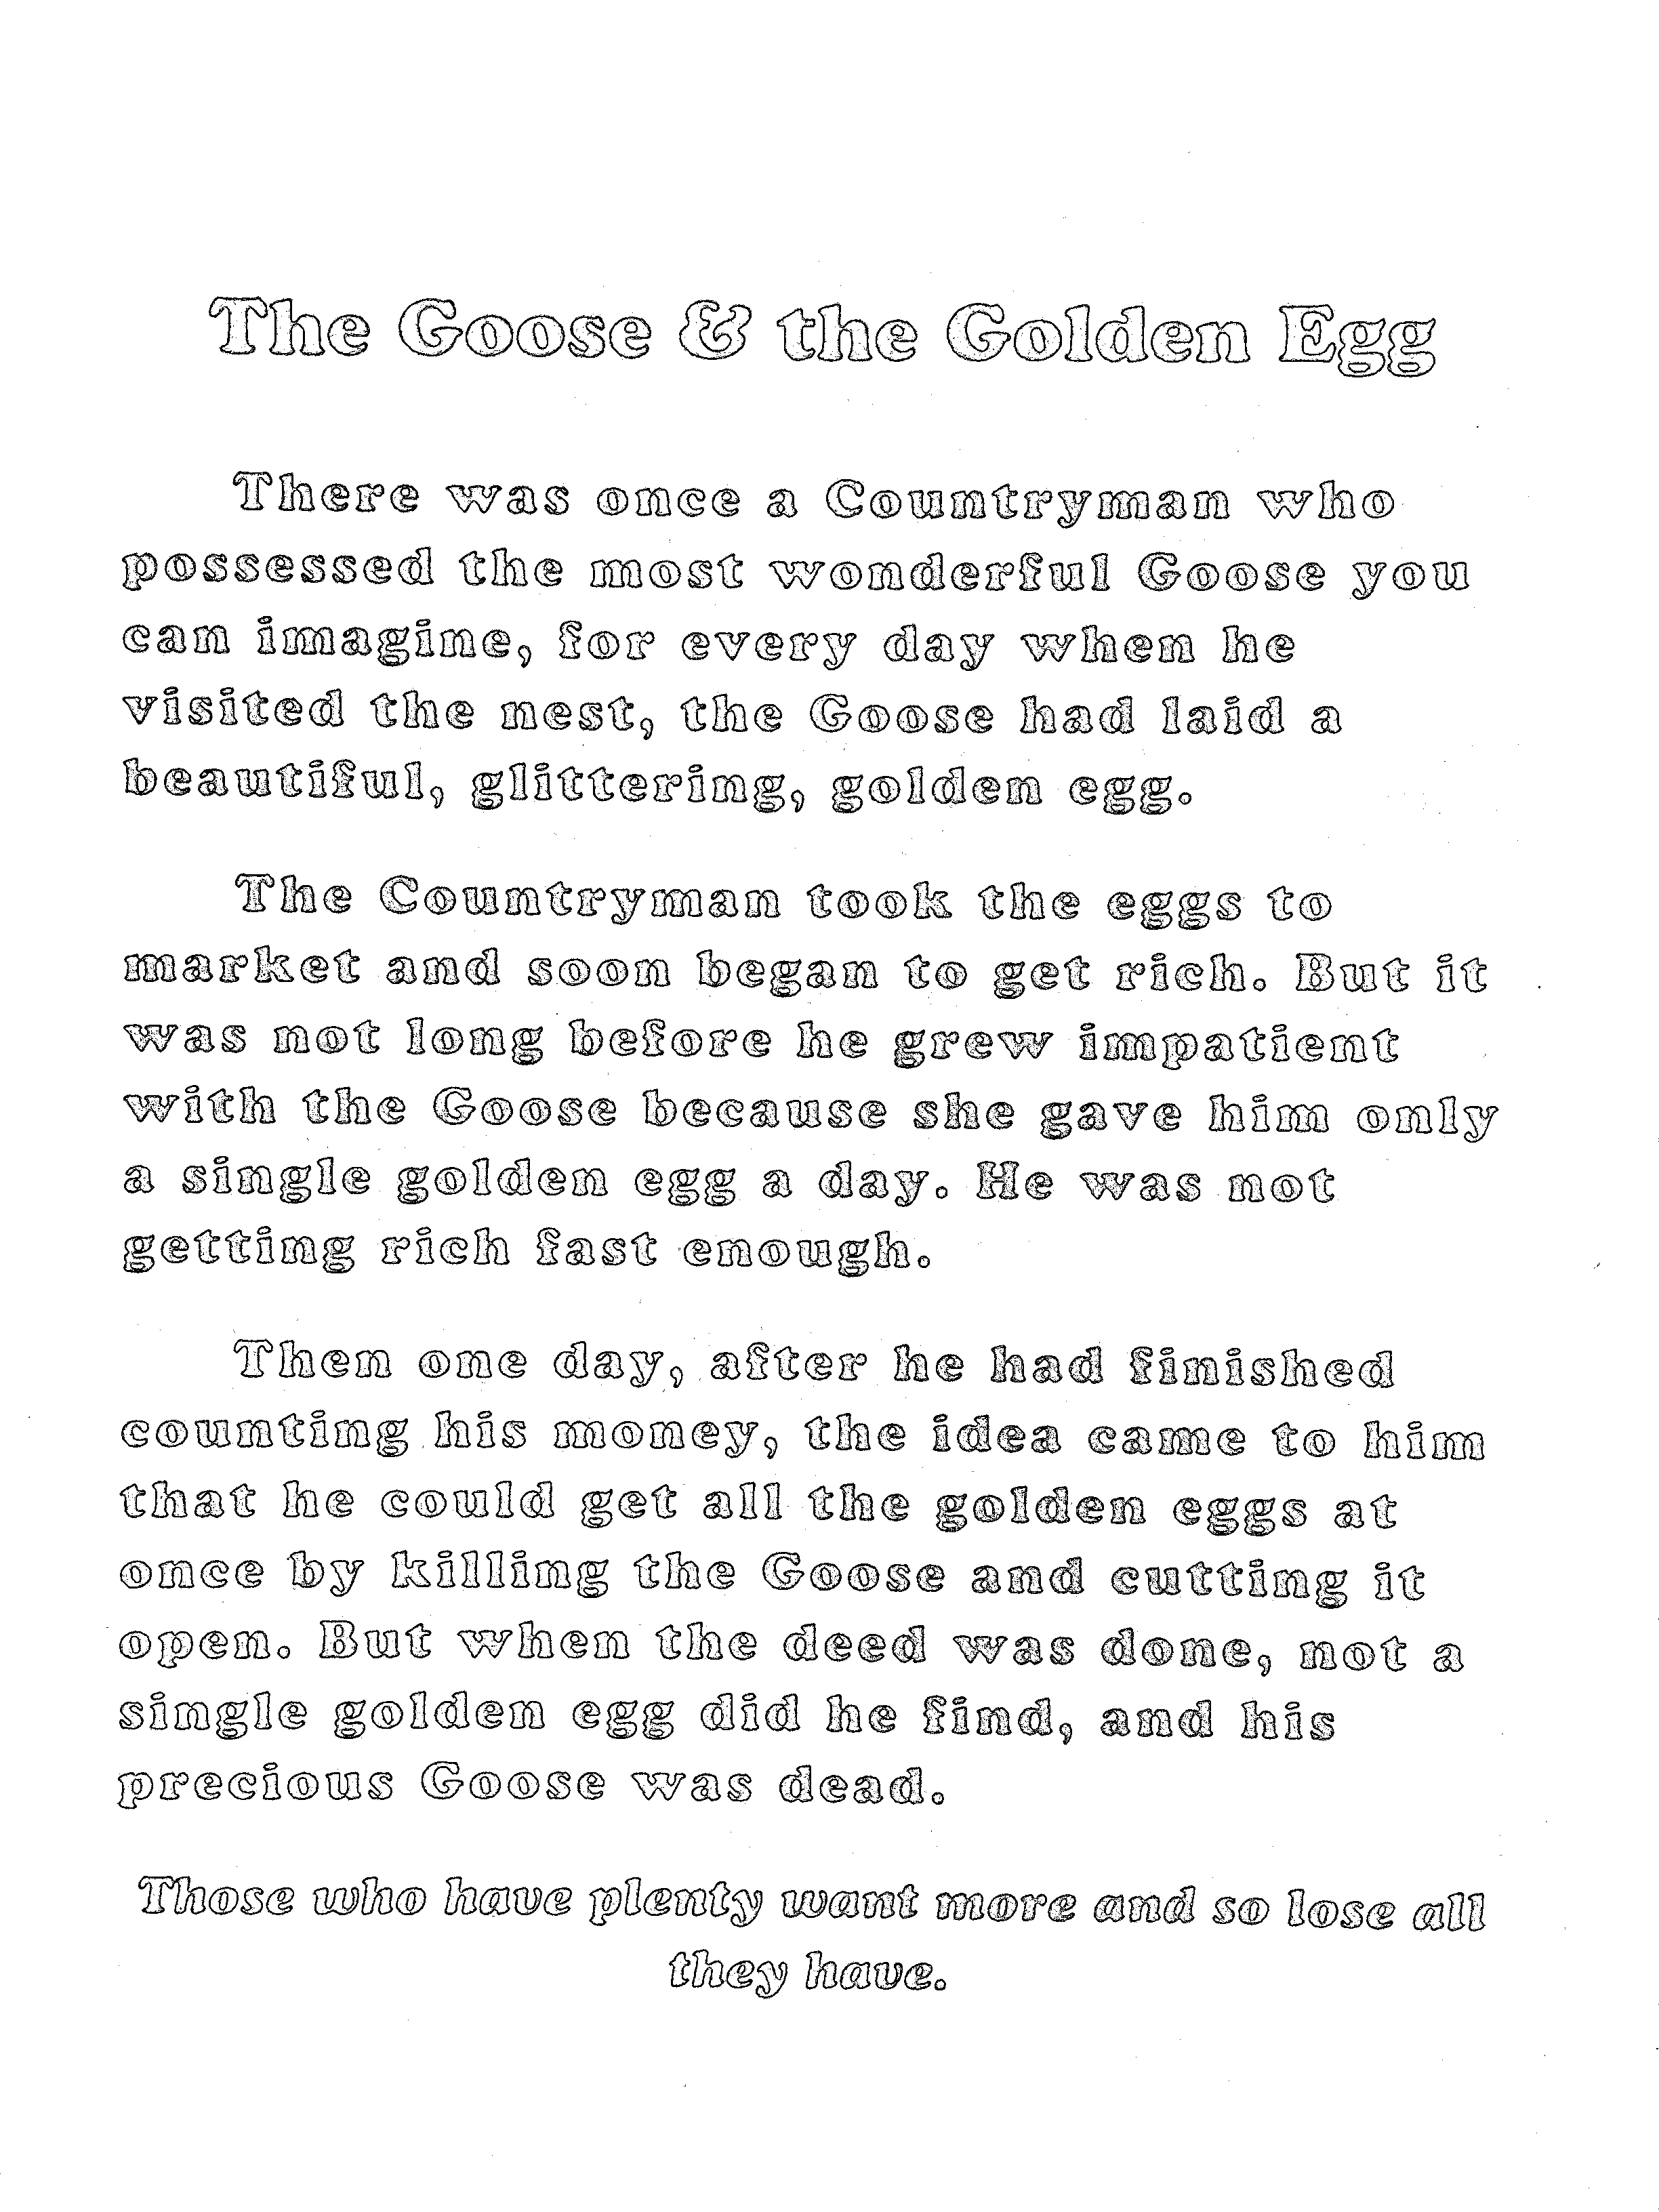 The Goose & the Golden Egg
There was once a Countryman who
possessed the most wonderful Goose you
can imagine, for every day when he
visited the nest, the Goose had laid a
beautiful, glittering, golden egg.
The Countryman took the eggs to
market and soon began to get rich. But it
was not long before he grew impatient
with the Goose because she gave him only
a single golden egg a day. He was not
getting rich fast enough.
Then one day, after he had finished
counting his money, the idea came to him
that he could get all the golden eggs at
once by killing the Goose and cutting it
open. But when the deed was done, not a
single golden egg did he find, and his
precious Goose was dead.
Those who have plenty want more and so lose all
they have.